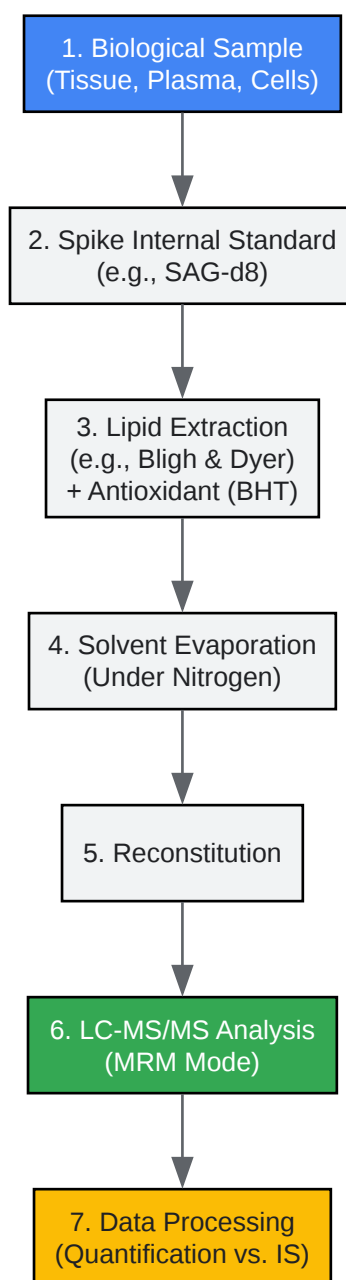 1. Biological Sample
(Tissue, Plasma, Cells)
2. Spike Internal Standard
(e.g., SAG-d8)
3. Lipid Extraction
(e.g., Bligh & Dyer)
+ Antioxidant (BHT)
4. Solvent Evaporation
(Under Nitrogen)
5. Reconstitution
6. LC-MS/MS Analysis
(MRM Mode)
7. Data Processing
(Quantification vs. IS)